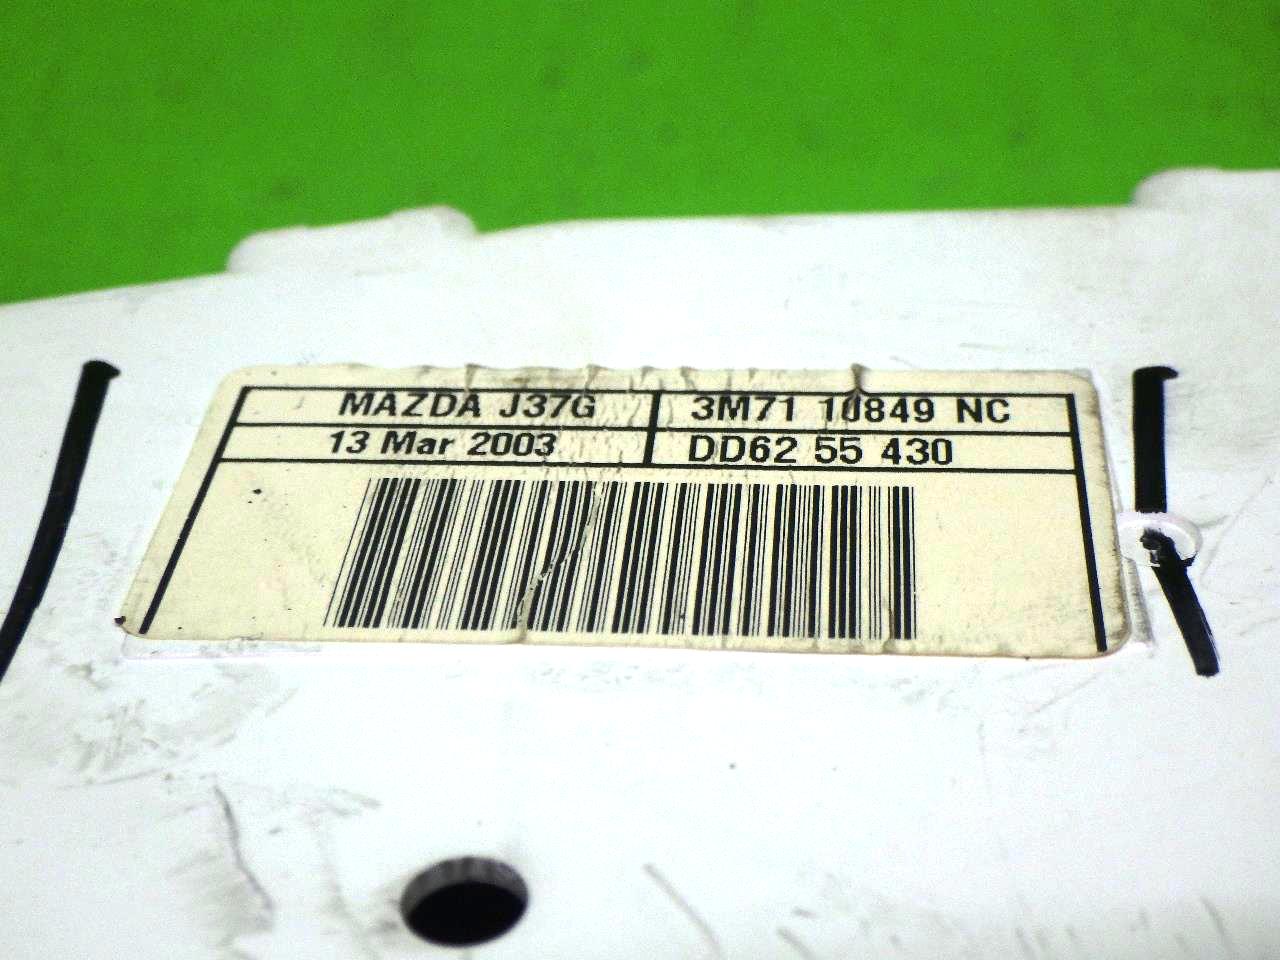 MAZDA J37G 3M71 10849 NC
13 Mar 2003 DD62 55 430